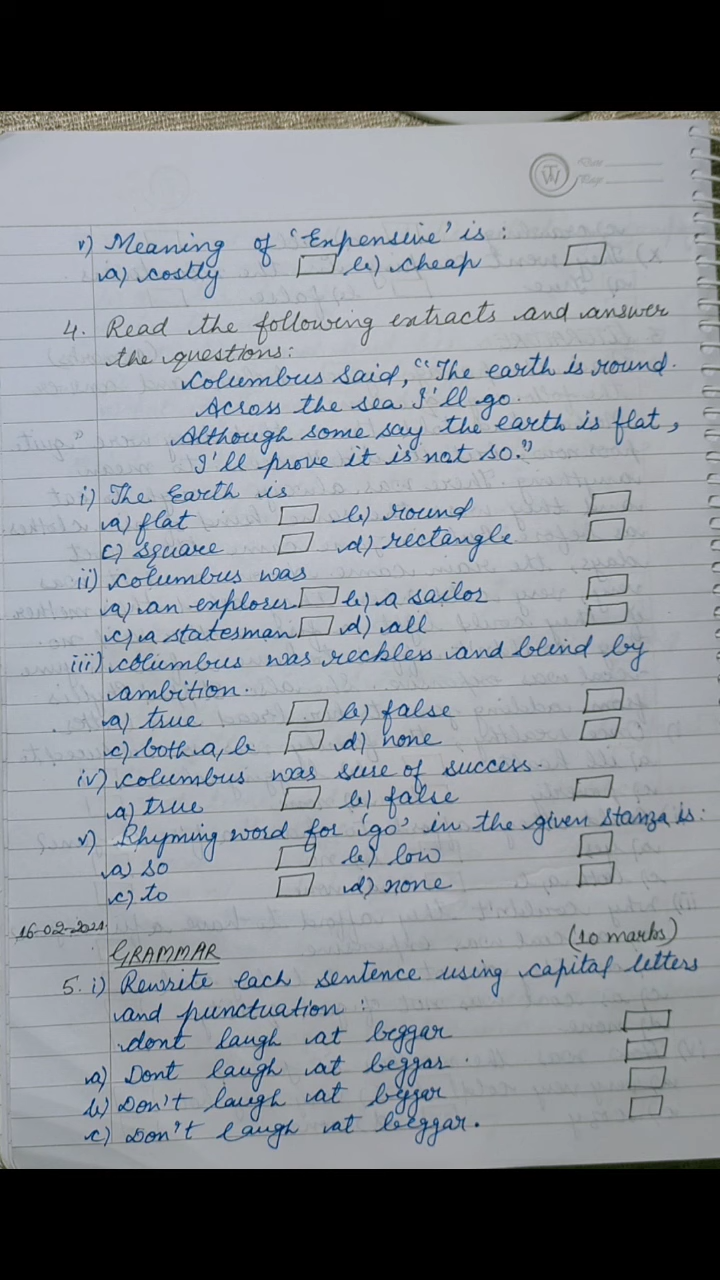 Date
Page
v) Meaning of 'Expensive' is :
a) costly b) cheap
4. Read the following extracts and answer
the questions:
Columbus said, "The earth is round.
Across the sea I'll go.
Although some say the earth is flat,
I'll prove it is not so."
i) The Earth is
a) flat b) round
c) square d) rectangle
ii) Columbus was
a) an explorer b) a sailor
c) a statesman d) all
iii) Columbus was reckless and blind by
ambition.
a) true b) false
c) both a, b d) none
iv) Columbus was sure of success.
a) true b) false
v) Rhyming word for 'go' in the given stanza is:
a) so b) low
c) to d) none
16-02-2021
GRAMMAR (10 marks)
5. i) Rewrite each sentence using capital letters
and punctuation :
dont laugh at beggar
a) Dont laugh at beggar.
b) Don't laugh at beggar
c) Don't laugh at beggar.